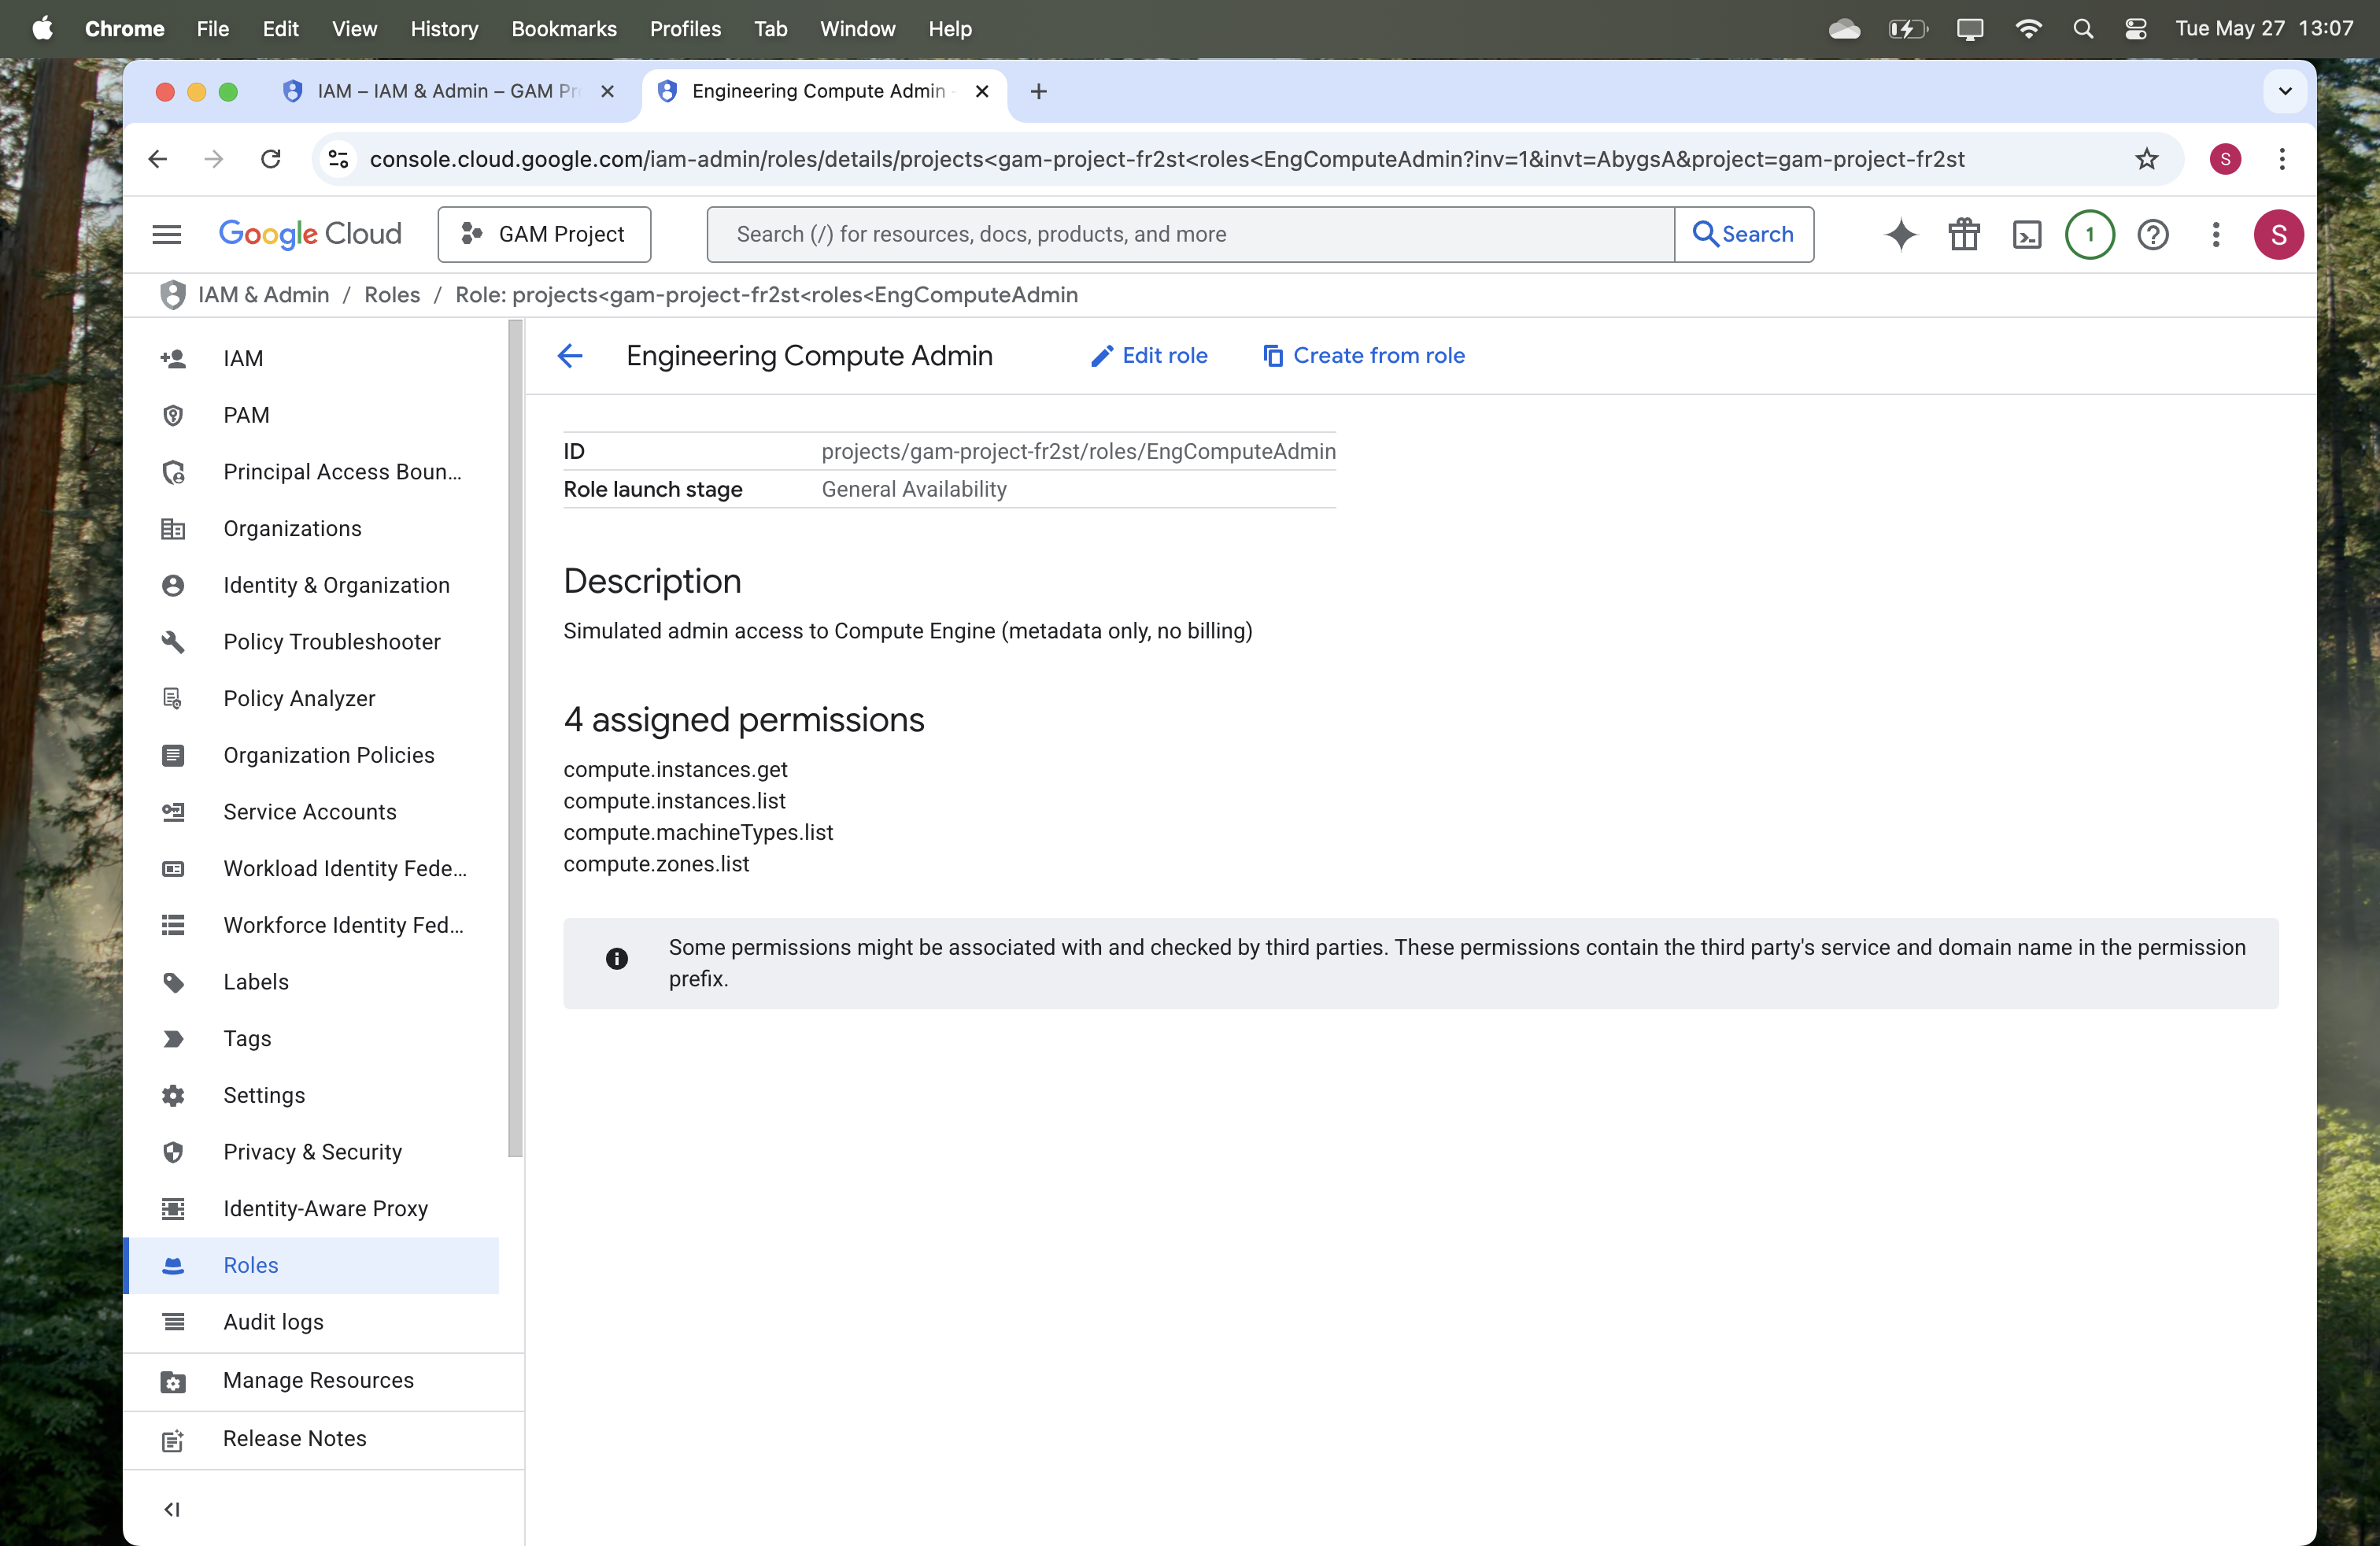 Chrome File Edit View History Bookmarks Profiles Tab Window Help Tue May 27 13:07
IAM – IAM & Admin – GAM Pr
Engineering Compute Admin
console.cloud.google.com/iam-admin/roles/details/projects<gam-project-fr2st<roles<EngComputeAdmin?inv=1&invt=AbygsA&project=gam-project-fr2st
S
Google Cloud
GAM Project
Search (/) for resources, docs, products, and more
Search
1
S
IAM & Admin / Roles / Role: projects<gam-project-fr2st<roles<EngComputeAdmin
IAM
PAM
Principal Access Boun...
Organizations
Identity & Organization
Policy Troubleshooter
Policy Analyzer
Organization Policies
Service Accounts
Workload Identity Fede...
Workforce Identity Fed...
Labels
Tags
Settings
Privacy & Security
Identity-Aware Proxy
Roles
Audit logs
Manage Resources
Release Notes
Engineering Compute Admin
Edit role
Create from role
ID projects/gam-project-fr2st/roles/EngComputeAdmin
Role launch stage General Availability
Description
Simulated admin access to Compute Engine (metadata only, no billing)
4 assigned permissions
compute.instances.get
compute.instances.list
compute.machineTypes.list
compute.zones.list
Some permissions might be associated with and checked by third parties. These permissions contain the third party's service and domain name in the permission
prefix.